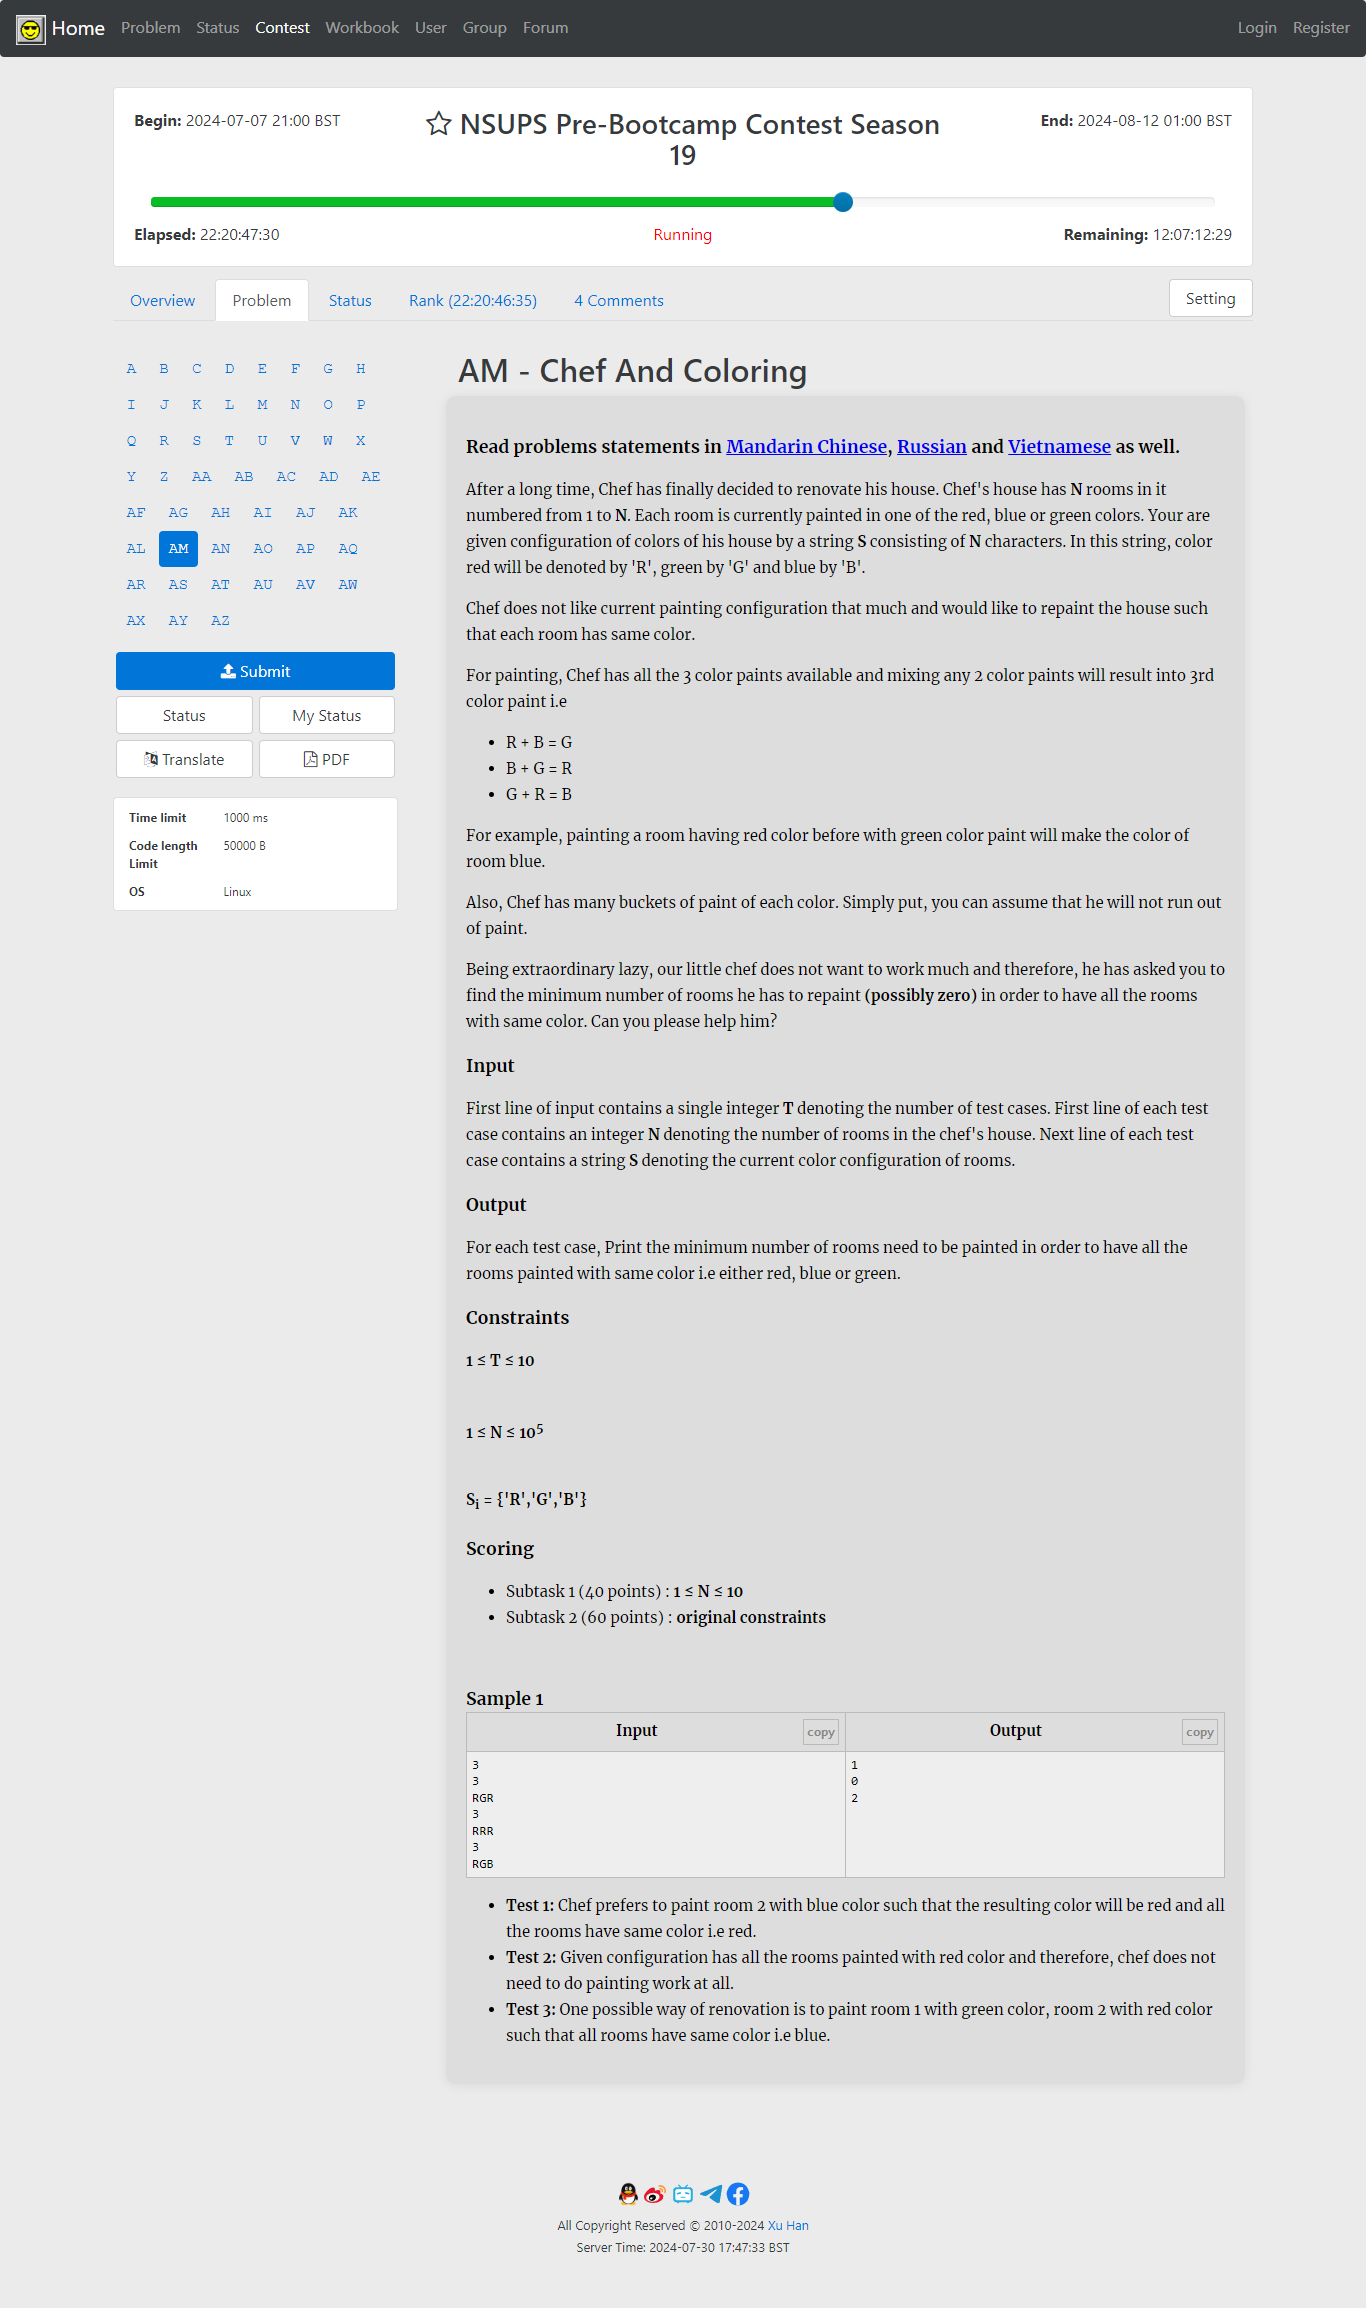 Home Problem Status Contest Workbook User Group Forum Login Register
Begin: 2024-07-07 21:00 BST
NSUPS Pre-Bootcamp Contest Season
19
End: 2024-08-12 01:00 BST
Elapsed: 22:20:47:30
Running
Remaining: 12:07:12:29
Overview Problem Status Rank (22:20:46:35) 4 Comments Setting
A B C D E F G H
I J K L M N O P
Q R S T U V W X
Y Z AA AB AC AD AE
AF AG AH AI AJ AK
AL AM AN AO AP AQ
AR AS AT AU AV AW
AX AY AZ
Submit
Status My Status
Translate PDF
Time limit 1000 ms
Code length 50000 B
Limit
OS Linux
AM - Chef And Coloring
Read problems statements in Mandarin Chinese, Russian and Vietnamese as well.
After a long time, Chef has finally decided to renovate his house. Chef's house has N rooms in it
numbered from 1 to N. Each room is currently painted in one of the red, blue or green colors. Your are
given configuration of colors of his house by a string S consisting of N characters. In this string, color
red will be denoted by 'R', green by 'G' and blue by 'B'.
Chef does not like current painting configuration that much and would like to repaint the house such
that each room has same color.
For painting, Chef has all the 3 color paints available and mixing any 2 color paints will result into 3rd
color paint i.e
• R + B = G
• B + G = R
• G + R = B
For example, painting a room having red color before with green color paint will make the color of
room blue.
Also, Chef has many buckets of paint of each color. Simply put, you can assume that he will not run out
of paint.
Being extraordinary lazy, our little chef does not want to work much and therefore, he has asked you to
find the minimum number of rooms he has to repaint (possibly zero) in order to have all the rooms
with same color. Can you please help him?
Input
First line of input contains a single integer T denoting the number of test cases. First line of each test
case contains an integer N denoting the number of rooms in the chef's house. Next line of each test
case contains a string S denoting the current color configuration of rooms.
Output
For each test case, Print the minimum number of rooms need to be painted in order to have all the
rooms painted with same color i.e either red, blue or green.
Constraints
1 ≤ T ≤ 10
1 ≤ N ≤ 10⁵
Sᵢ = {'R','G','B'}
Scoring
• Subtask 1 (40 points) : 1 ≤ N ≤ 10
• Subtask 2 (60 points) : original constraints
Sample 1
Input copy Output copy
3 1
3 0
RGR 2
3
RRR
3
RGB
• Test 1: Chef prefers to paint room 2 with blue color such that the resulting color will be red and all
the rooms have same color i.e red.
• Test 2: Given configuration has all the rooms painted with red color and therefore, chef does not
need to do painting work at all.
• Test 3: One possible way of renovation is to paint room 1 with green color, room 2 with red color
such that all rooms have same color i.e blue.
All Copyright Reserved © 2010-2024 Xu Han
Server Time: 2024-07-30 17:47:33 BST